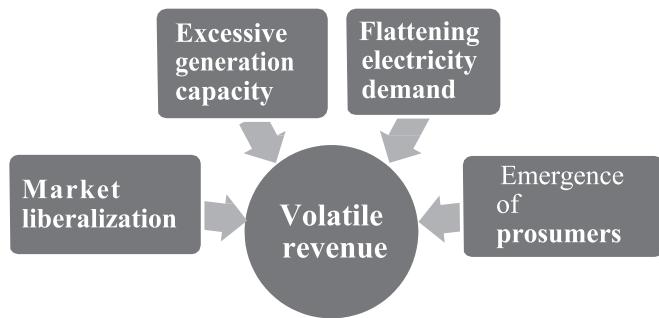 Excessive
generation
capacity
Flattening
electricity
demand
Market
liberalization
Volatile
revenue
Emergence
of
prosumers